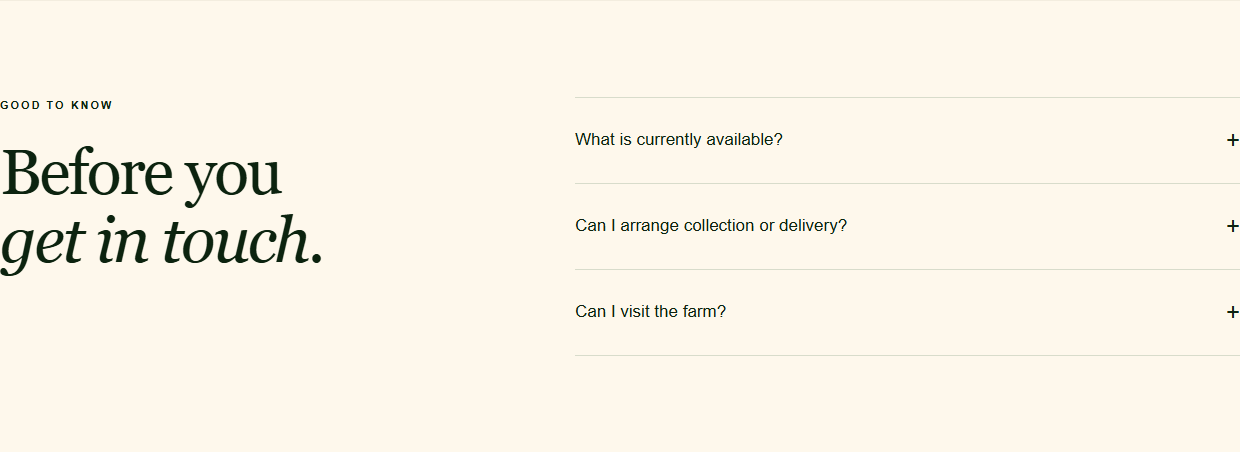 GOOD TO KNOW
Before you
get in touch.
What is currently available? +
Can I arrange collection or delivery? +
Can I visit the farm? +